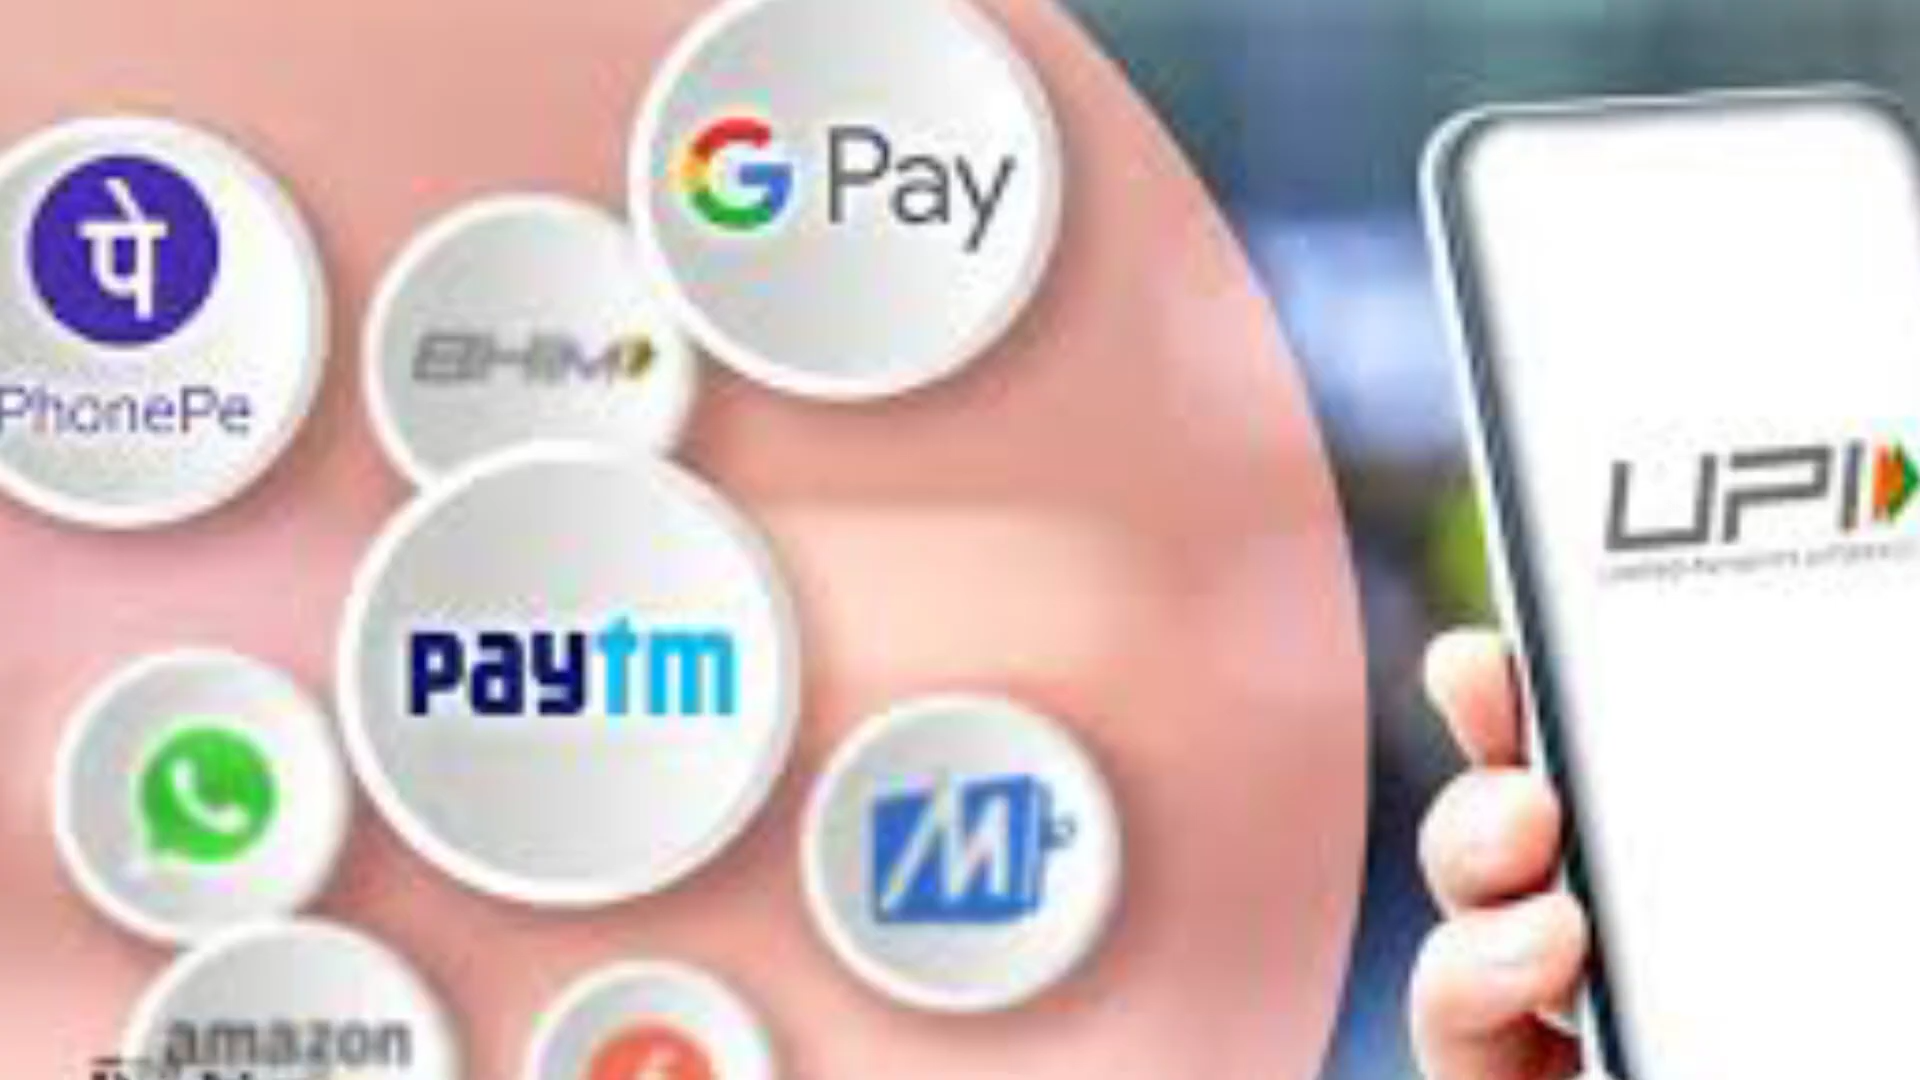 G Pay
पे
PhonePe
BHIM
UPI
paytm
M
amazon